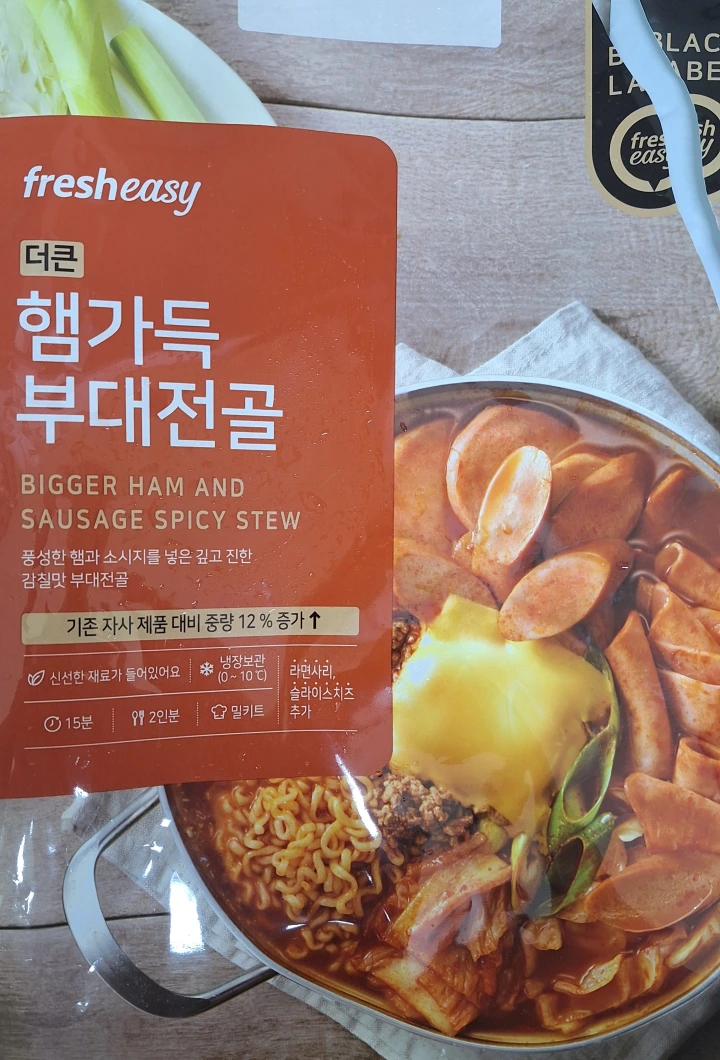 BLACK
LABEL
fresheasy
fresheasy
더큰
햄가득
부대전골
BIGGER HAM AND
SAUSAGE SPICY STEW
풍성한 햄과 소시지를 넣은 깊고 진한
감칠맛 부대전골
기존 자사 제품 대비 중량 12 % 증가↑
신선한 재료가 들어있어요
냉장보관
(0 ~ 10℃)
라면사리,
슬라이스치즈
추가
15분
2인분
밀키트